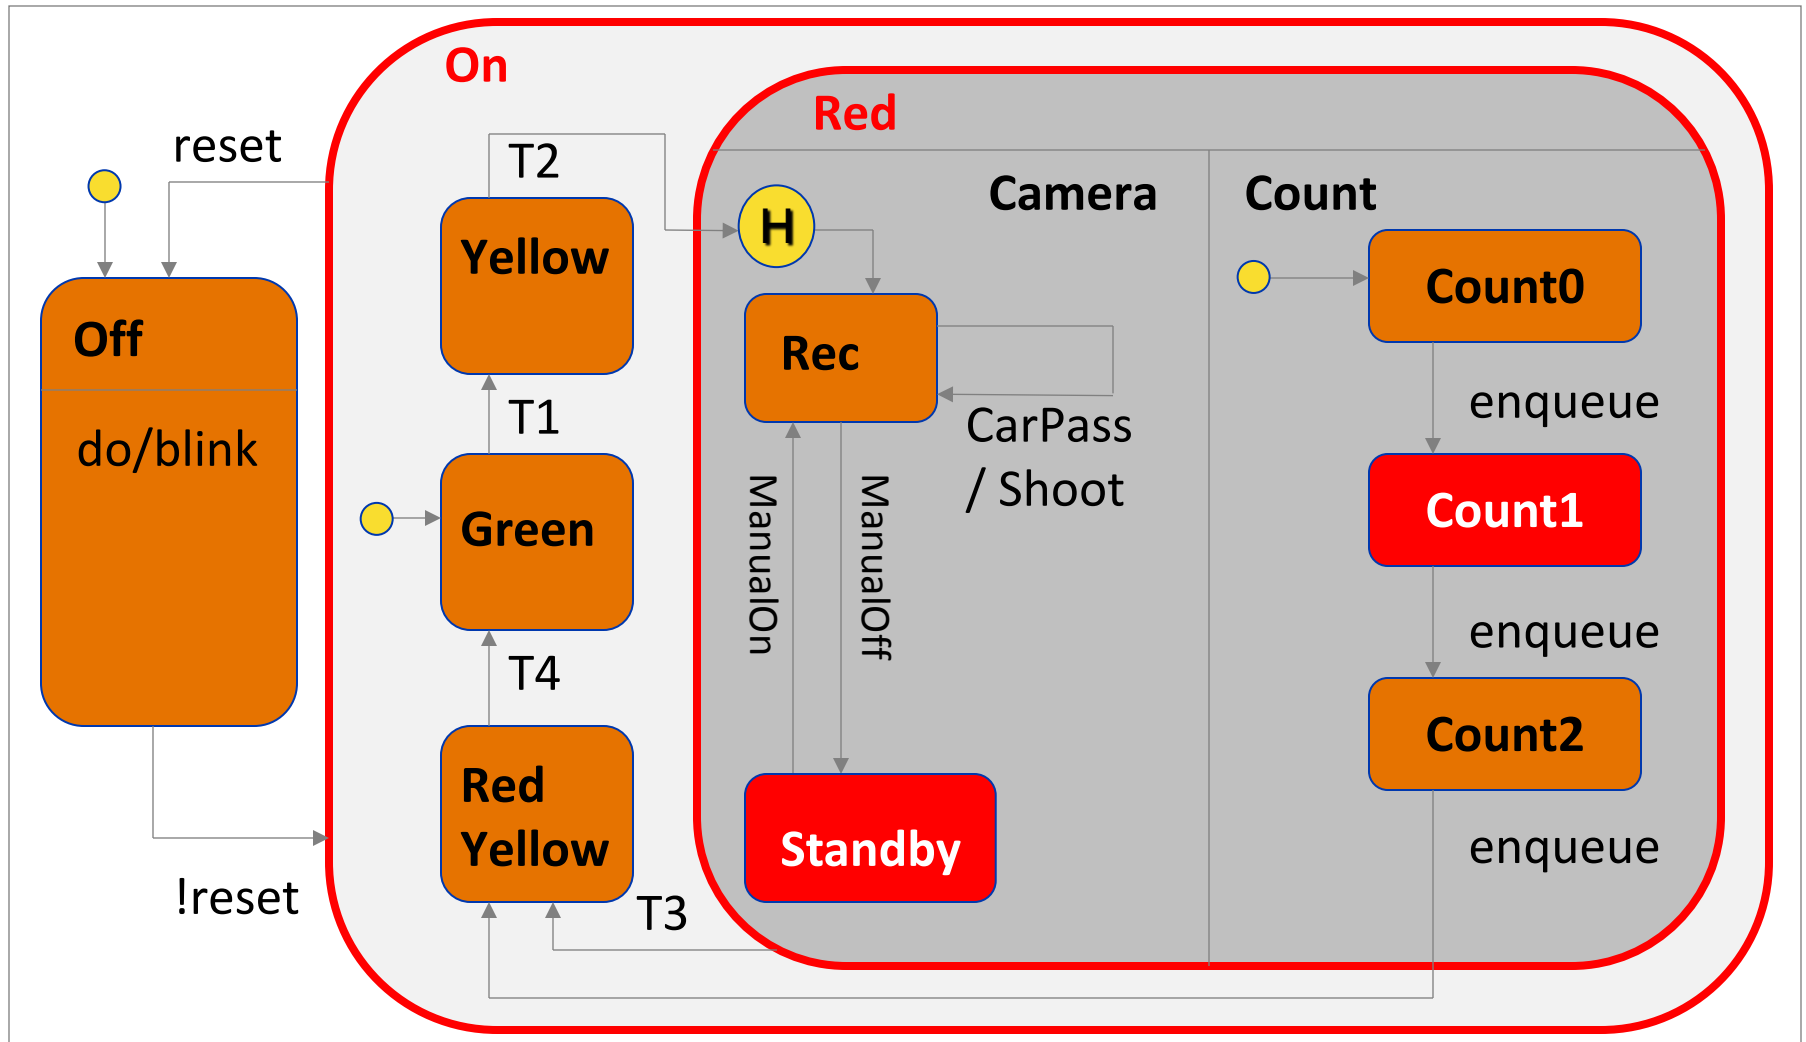 On
Red
reset
T2
Camera
Count
H
Yellow
Count0
Off
Rec
do/blink
T1
CarPass
/ Shoot
enqueue
Green
ManualOn
ManualOff
Count1
T4
enqueue
Red
Yellow
Standby
Count2
!reset
T3
enqueue